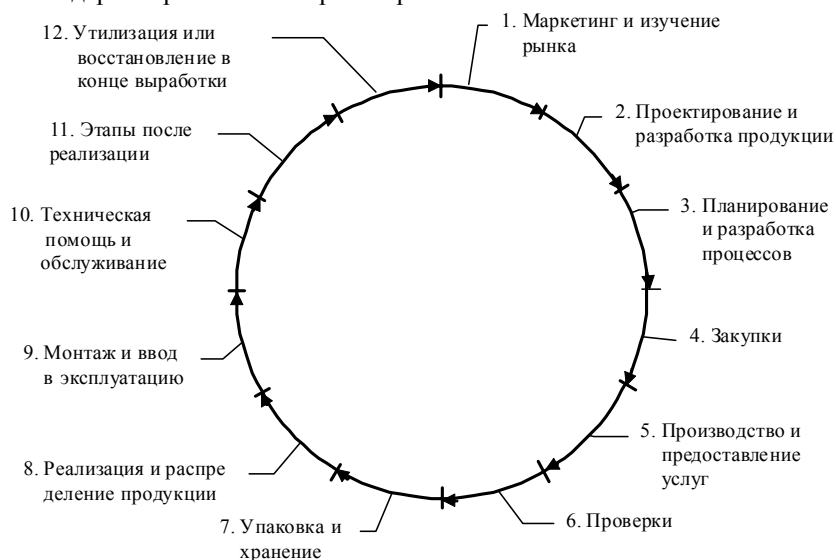 1. Маркетинг и изучение
рынка
2. Проектирование и
разработка продукции
3. Планирование
и разработка
процессов
4. Закупки
5. Производство и
предоставление
услуг
6. Проверки
7. Упаковка и
хранение
8. Реализация и распре
деление продукции
9. Монтаж и ввод
в эксплуатацию
10. Техническая
помощь и
обслуживание
11. Этапы после
реализации
12. Утилизация или
восстановление в
конце выработки